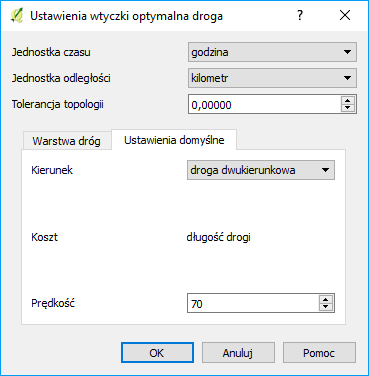 Ustawienia wtyczki optymalna droga
Jednostka czasu godzina
Jednostka odległości kilometr
Tolerancja topologii 0,00000
Warstwa dróg Ustawienia domyślne
Kierunek droga dwukierunkowa
Koszt długość drogi
Prędkość 70
OK Anuluj Pomoc